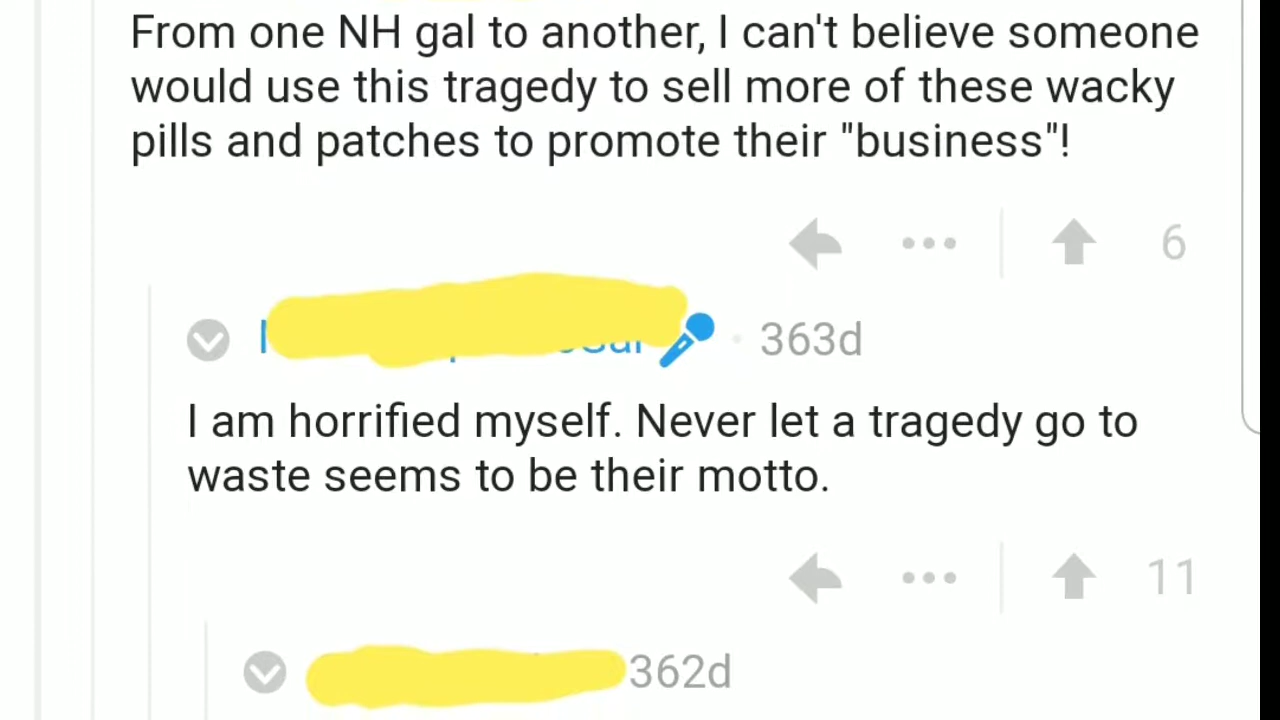 From one NH gal to another, I can't believe someone
would use this tragedy to sell more of these wacky
pills and patches to promote their "business"!
6
363d
I am horrified myself. Never let a tragedy go to
waste seems to be their motto.
11
362d